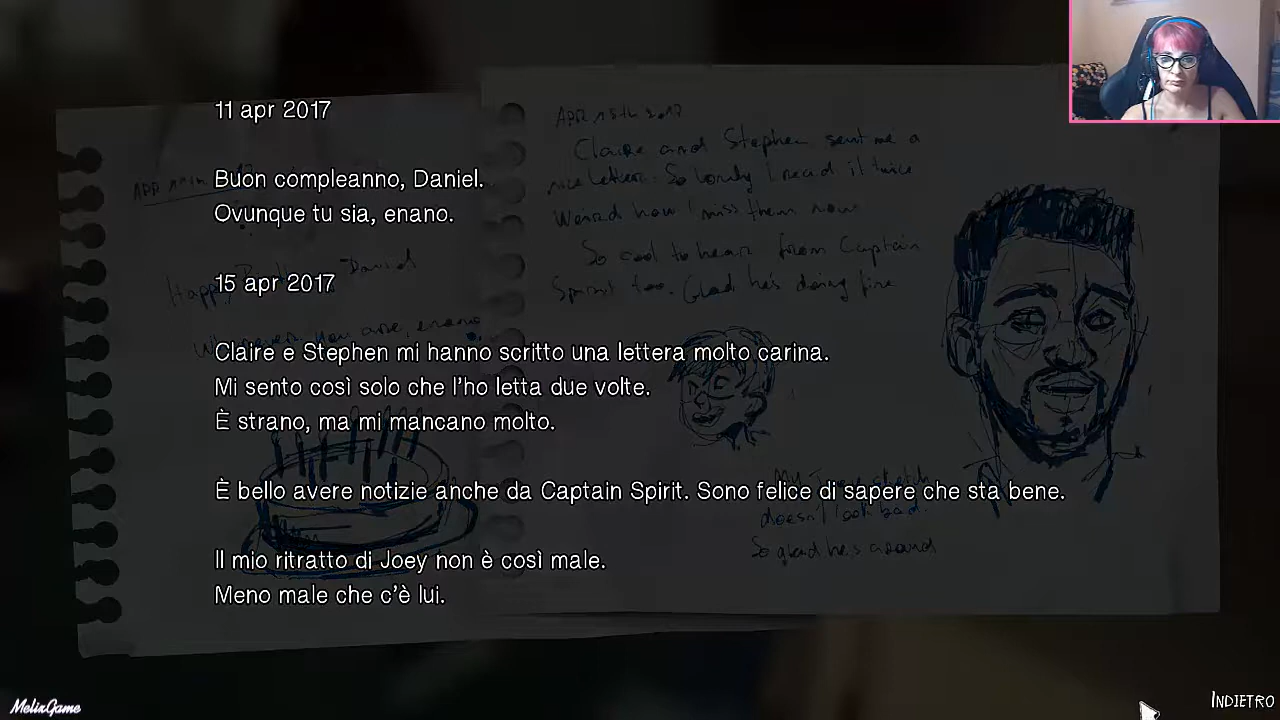 11 apr 2017
Buon compleanno, Daniel.
Ovunque tu sia, enano.
15 apr 2017
Claire e Stephen mi hanno scritto una lettera molto carina.
Mi sento così solo che l'ho letta due volte.
È strano, ma mi mancano molto.
È bello avere notizie anche da Captain Spirit. Sono felice di sapere che sta bene.
Il mio ritratto di Joey non è così male.
Meno male che c'è lui.
Claire and Stephen sent me a
nice letter. So lonely I read it twice
how I miss them now
So cool to hear from Captain
Spirit too. Glad he's doing fine
doesn't look bad.
So glad he's around
MelixGame
INDIETRO